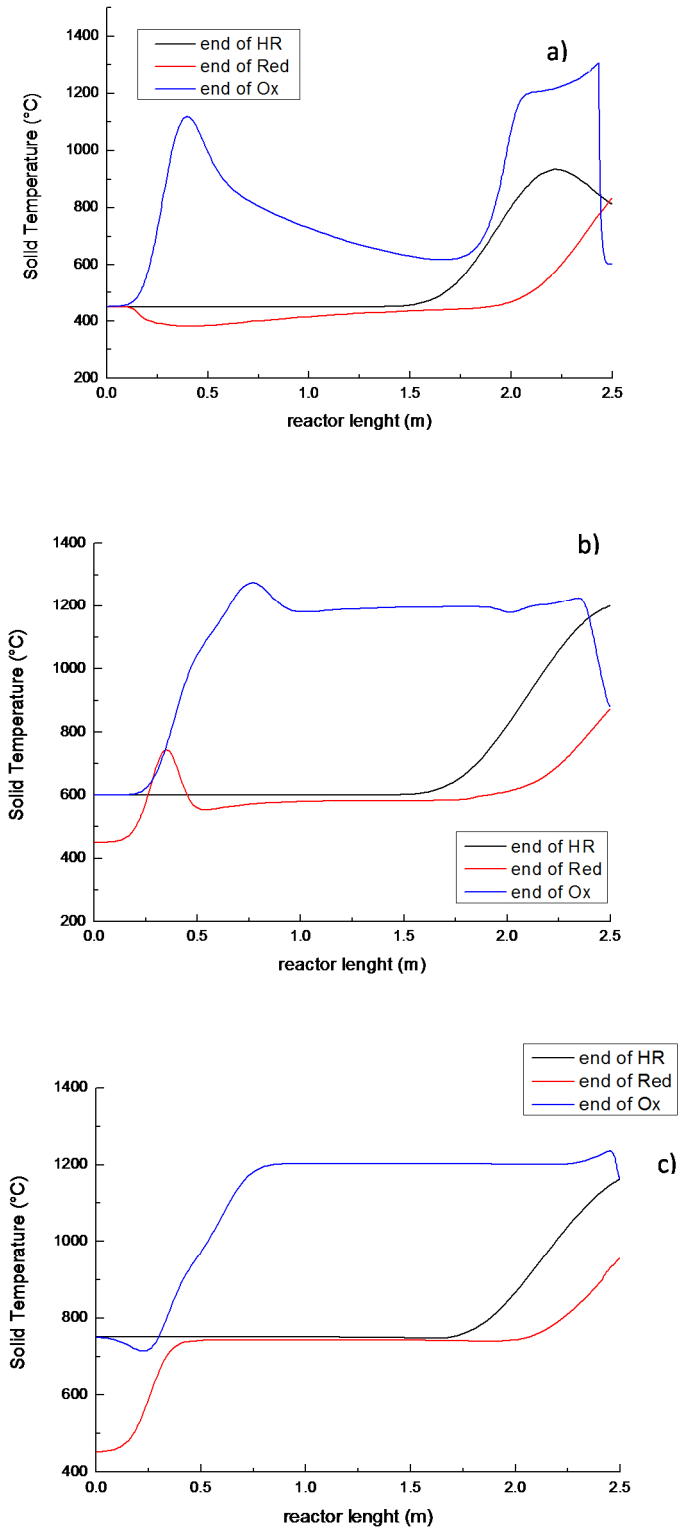 1400
end of HR
a)
end of Red
1200
end of Ox
1000
Solid Temperature (°C)
800
600
400
200
0.0 0.5 1.0 1.5 2.0 2.5
reactor lenght (m)
1400
b)
1200
1000
Solid Temperature (°C)
800
600
end of HR
400
end of Red
end of Ox
200
0.0 0.5 1.0 1.5 2.0 2.5
reactor lenght (m)
end of HR
end of Red
1400
end of Ox
1200
c)
1000
Solid Temperature (°C)
800
600
400
0.0 0.5 1.0 1.5 2.0 2.5
reactor lenght (m)